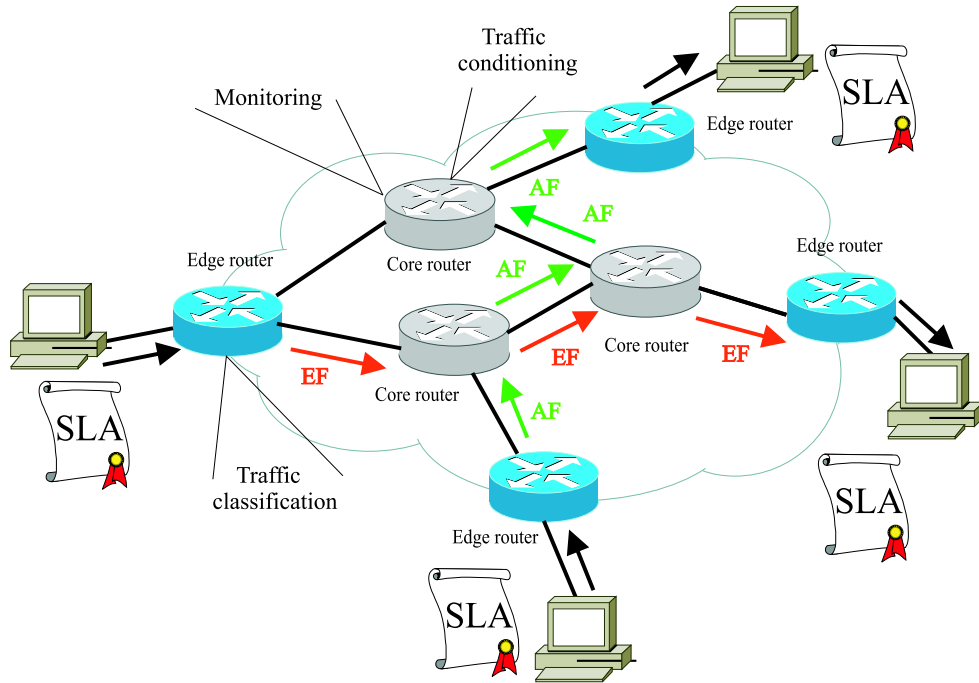 Traffic
conditioning
Monitoring
SLA
Edge router
AF
AF
Edge router
Edge router
Core router
AF
Core router
EF
EF
EF
Core router
AF
SLA
Traffic
classification
SLA
Edge router
SLA